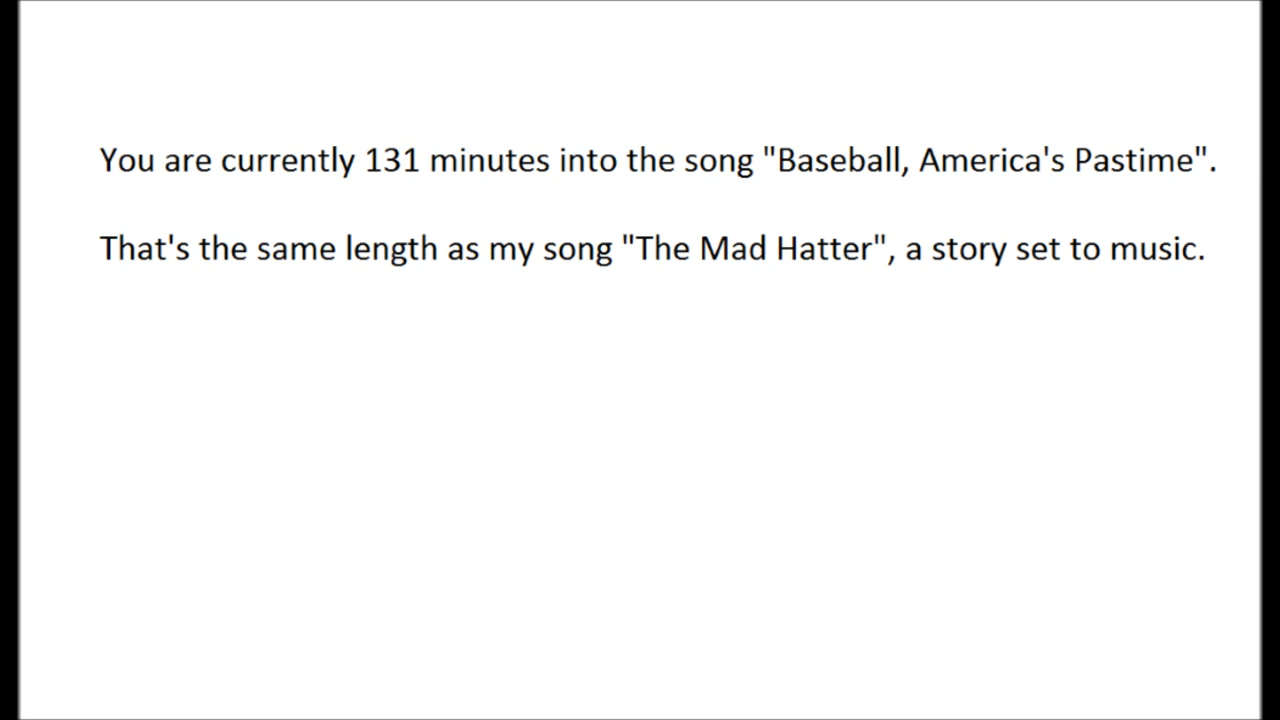 You are currently 131 minutes into the song "Baseball, America's Pastime".
That's the same length as my song "The Mad Hatter", a story set to music.